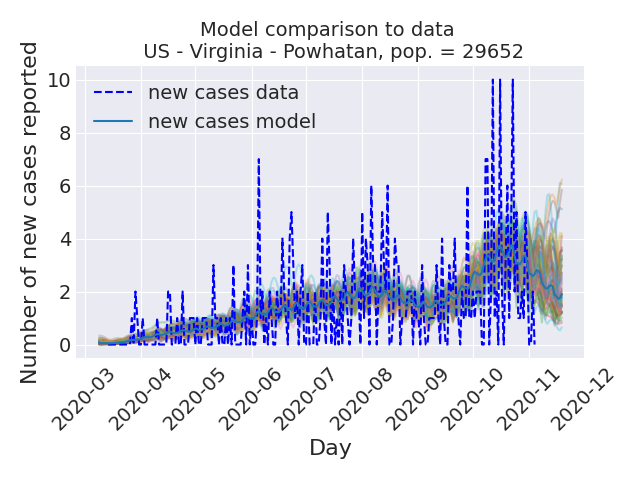 Model comparison to data
US - Virginia - Powhatan, pop. = 29652
Number of new cases reported
10
8
6
4
2
0
new cases data
new cases model
2020-03
2020-04
2020-05
2020-06
2020-07
2020-08
2020-09
2020-10
2020-11
2020-12
Day